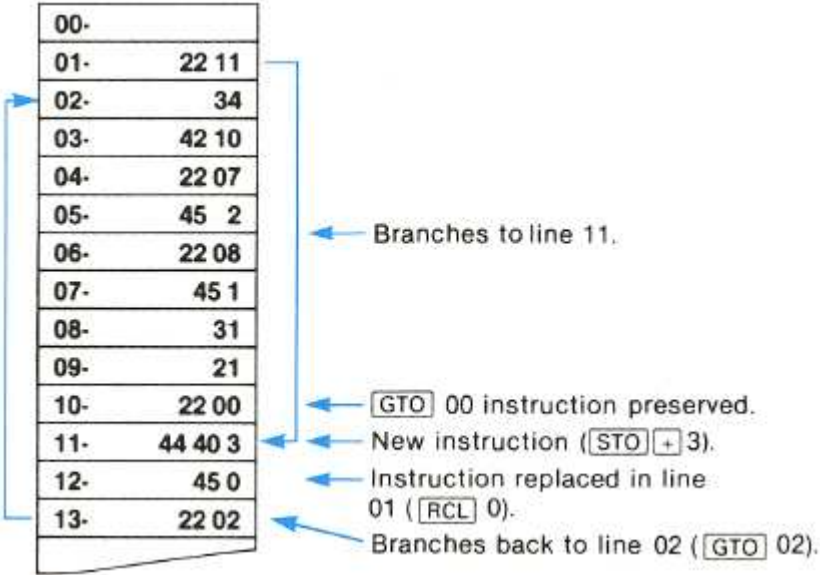 00-
01- 22 11
02- 34
03- 42 10
04- 22 07
05- 45 2
06- 22 08
07- 45 1
08- 31
09- 21
10- 22 00
11- 44 40 3
12- 45 0
13- 22 02
Branches to line 11.
GTO 00 instruction preserved.
New instruction (STO + 3).
Instruction replaced in line
01 (RCL 0).
Branches back to line 02 (GTO 02).